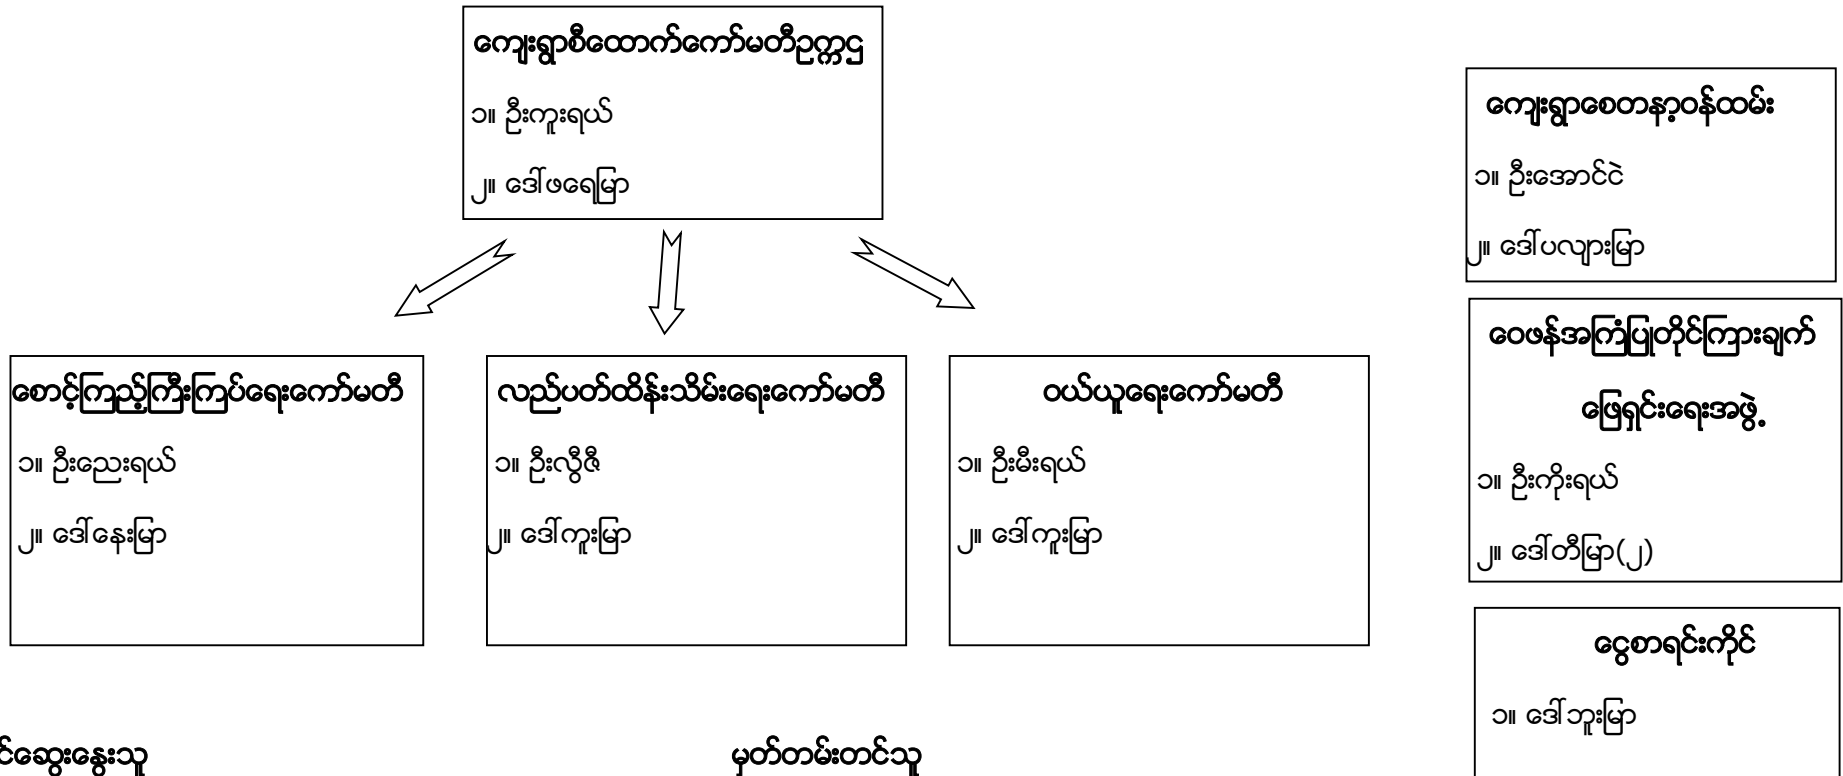 ကျေးရွာစီထောက်ကော်မတီဥက္ကဌ
၁။ ဦးကူးရယ်
၂။ ဒေါ်ဖရေမြာ
ကျေးရွာစေတနာ့ဝန်ထမ်း
၁။ ဦးအောင်ငဲ
၂။ ဒေါ်ပလျားမြာ
ဝေဖန်အကြံပြုတိုင်ကြားချက်
ဖြေရှင်းရေးအဖွဲ့
၁။ ဦးကိုးရယ်
၂။ ဒေါ်တီမြာ(၂)
စောင့်ကြည့်ကြီးကြပ်ရေးကော်မတီ
၁။ ဦးညေးရယ်
၂။ ဒေါ်နေးမြာ
လည်ပတ်ထိန်းသိမ်းရေးကော်မတီ
၁။ ဦးလွီဇီ
၂။ ဒေါ်ကူးမြာ
ဝယ်ယူရေးကော်မတီ
၁။ ဦးမီးရယ်
၂။ ဒေါ်ကူးမြာ
ငွေစာရင်းကိုင်
၁။ ဒေါ်ဘူးမြာ
ဆွေးနွေးသူ
မှတ်တမ်းတင်သူ